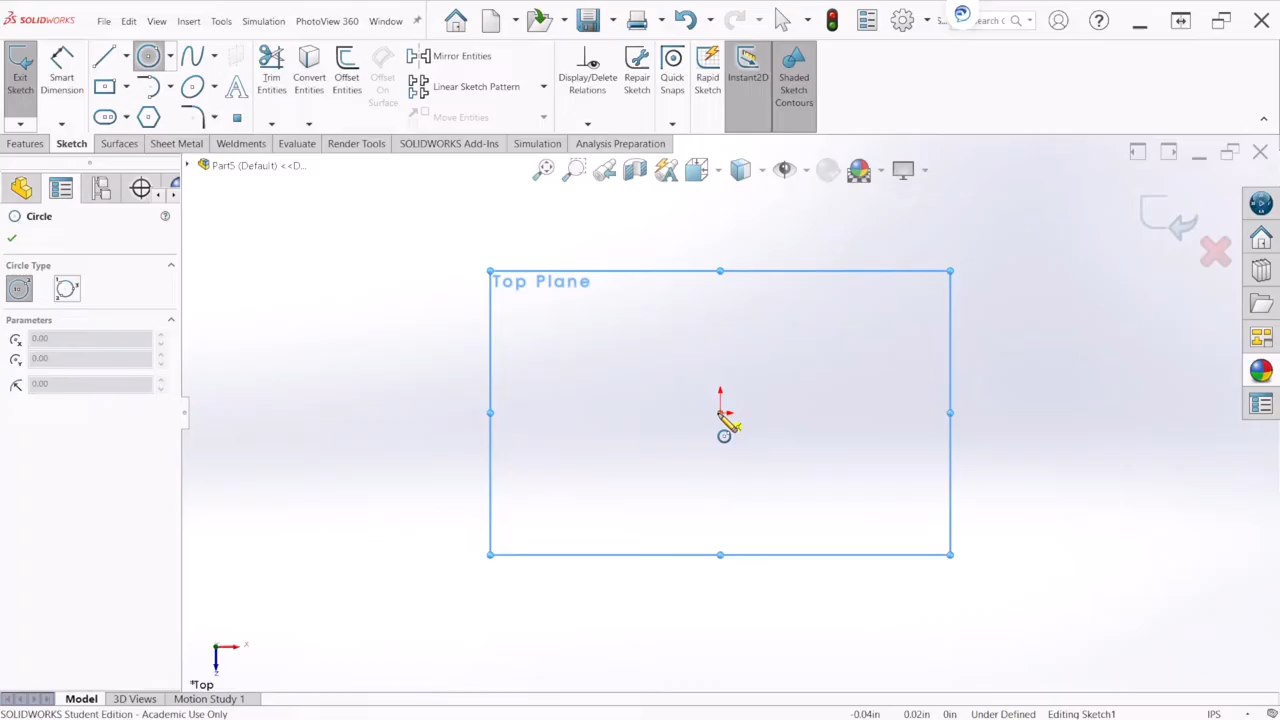 SOLIDWORKS File Edit View Insert Tools Simulation PhotoView 360 Window S... Search C
Exit Sketch Smart Dimension Trim Entities Convert Entities Offset Entities Offset On Surface Mirror Entities Linear Sketch Pattern Move Entities Display/Delete Relations Repair Sketch Quick Snaps Rapid Sketch Instant2D Shaded Sketch Contours
Features Sketch Surfaces Sheet Metal Weldments Evaluate Render Tools SOLIDWORKS Add-Ins Simulation Analysis Preparation
Part5 (Default) <<D...
Circle
Circle Type
Top Plane
Parameters
0.00
0.00
0.00
x
z
*Top
Model 3D Views Motion Study 1
SOLIDWORKS Student Edition - Academic Use Only -0.04in 0.02in 0in Under Defined Editing Sketch1 IPS